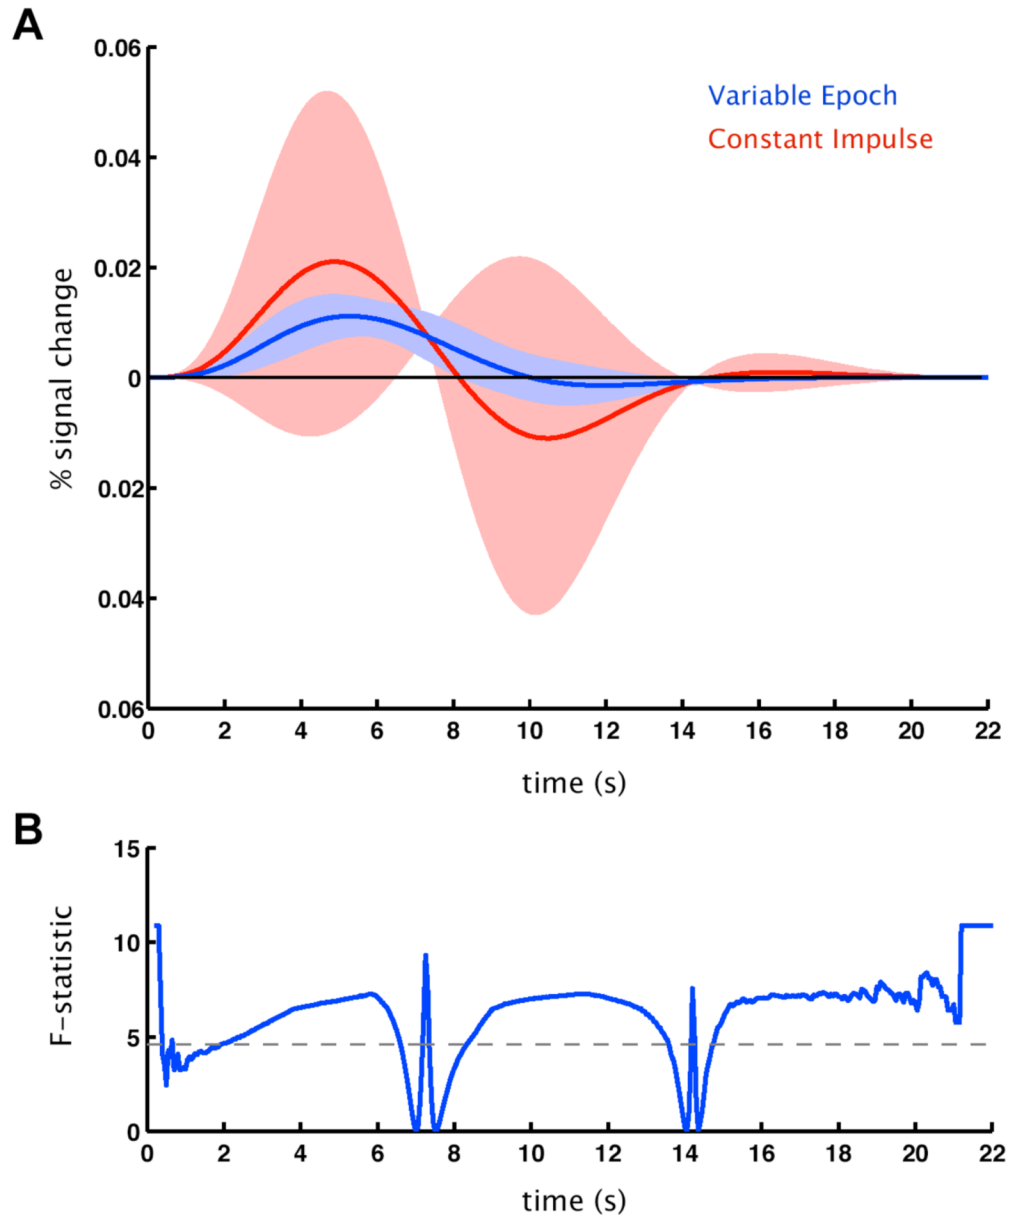 A
0.06
Variable Epoch
Constant Impulse
0.04
0.02
% signal change
0
0.02
0.04
0.06
0 2 4 6 8 10 12 14 16 18 20 22
time (s)
B
15
10
F-statistic
5
0
0 2 4 6 8 10 12 14 16 18 20 22
time (s)